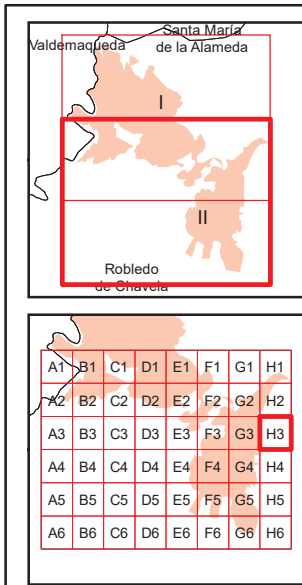 Santa María
Valdemaqueda
de la Alameda
I
II
Robledo
de Chavela
A1 B1 C1 D1 E1 F1 G1 H1
A2 B2 C2 D2 E2 F2 G2 H2
A3 B3 C3 D3 E3 F3 G3 H3
A4 B4 C4 D4 E4 F4 G4 H4
A5 B5 C5 D5 E5 F5 G5 H5
A6 B6 C6 D6 E6 F6 G6 H6